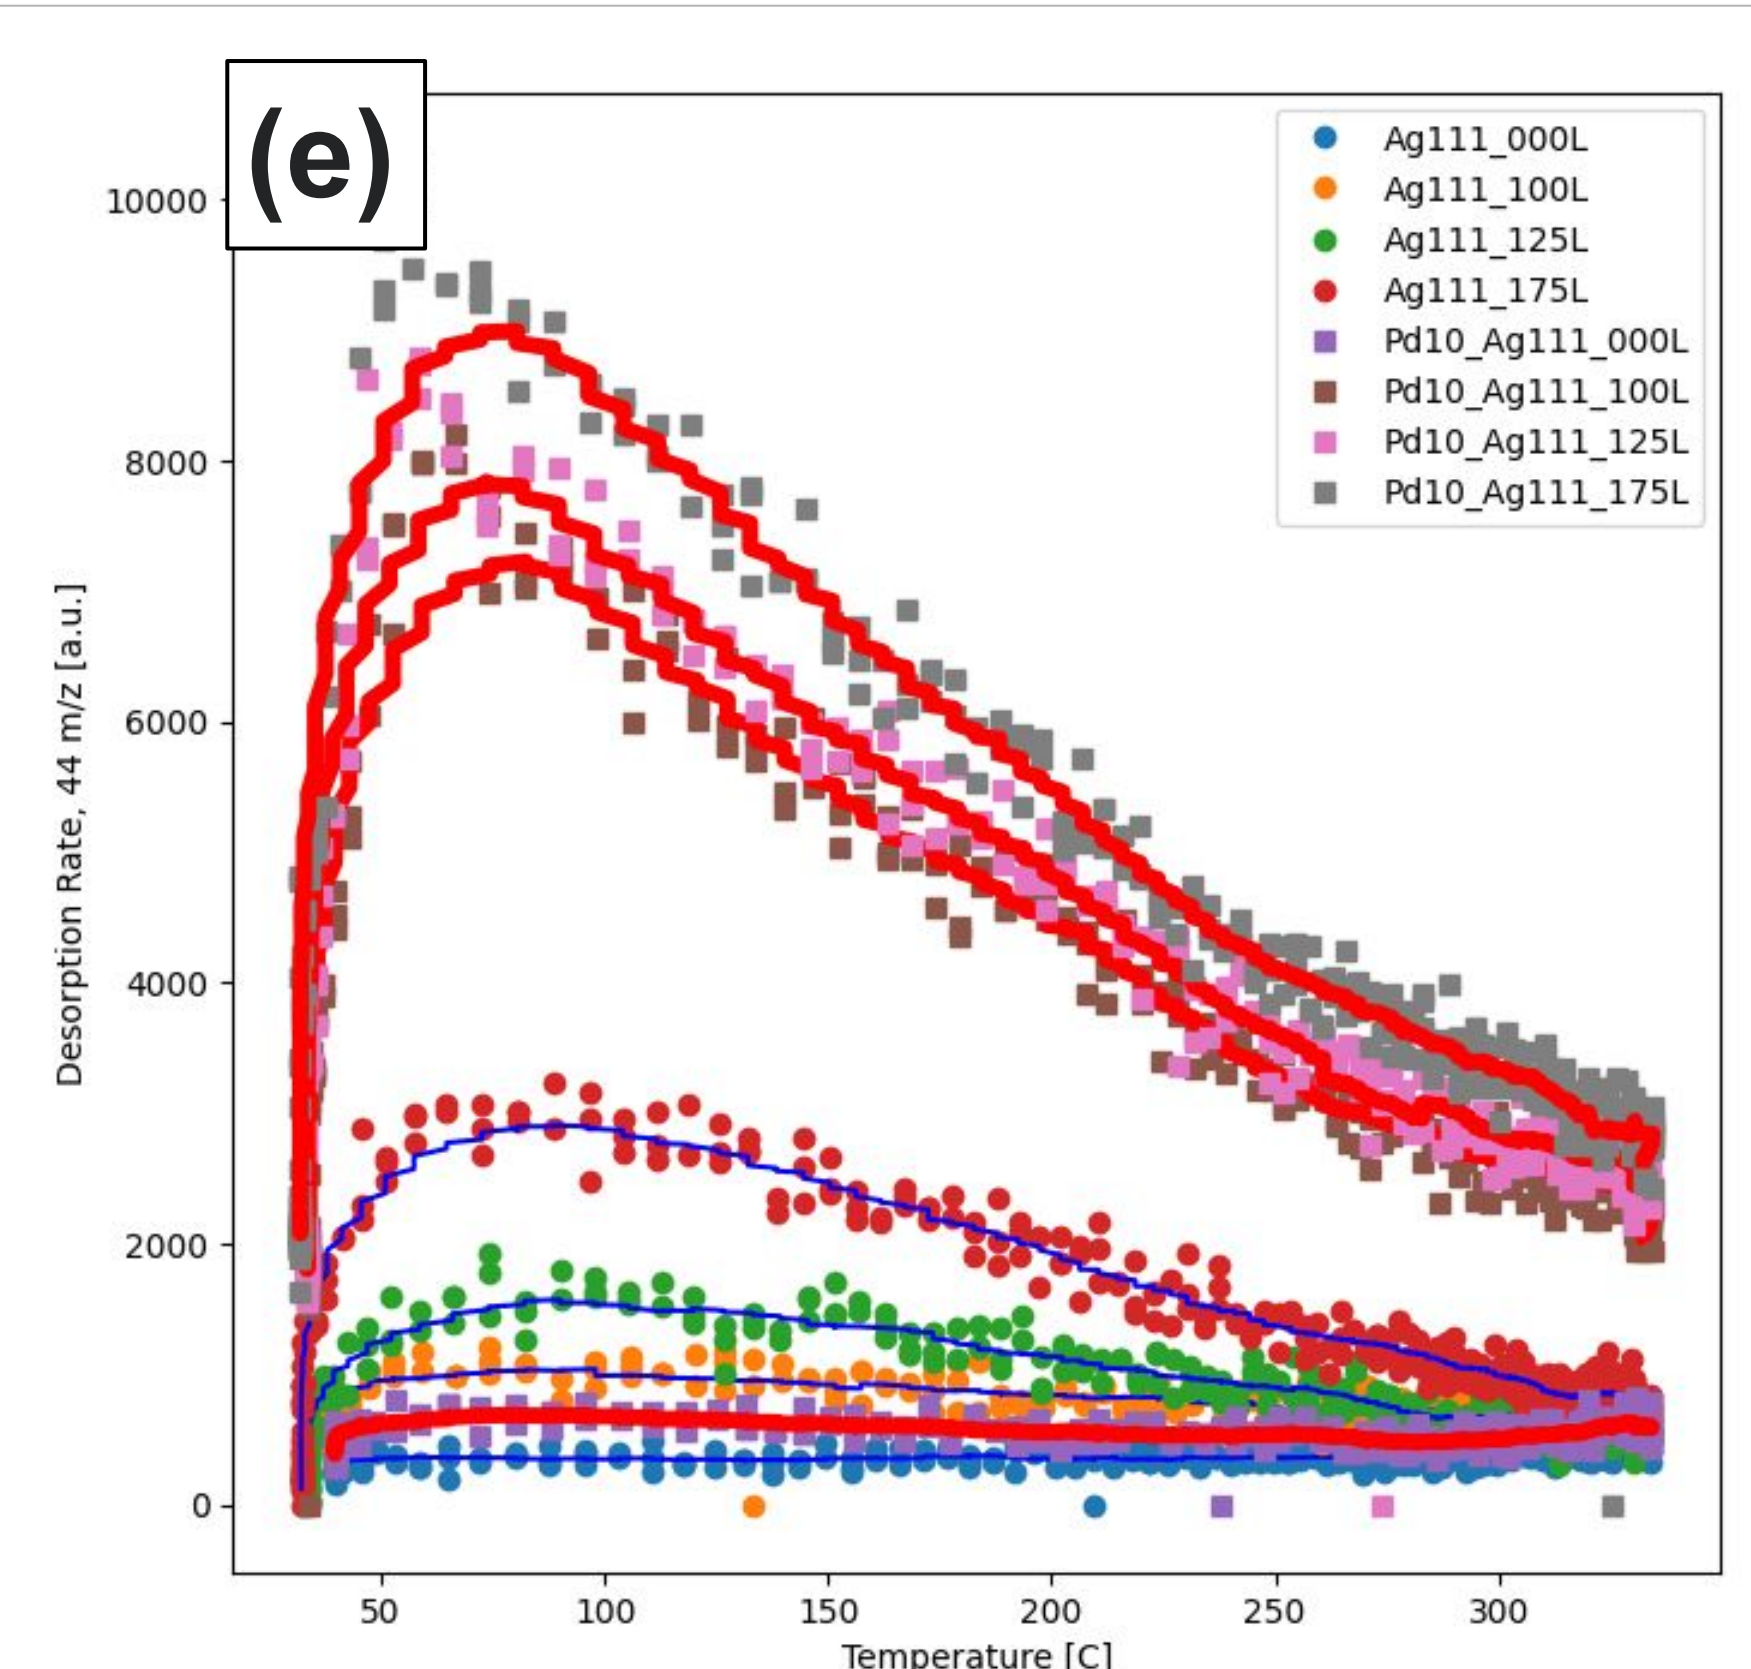 (e)
Ag111_000L
Ag111_100L
Ag111_125L
Ag111_175L
Pd10_Ag111_000L
Pd10_Ag111_100L
Pd10_Ag111_125L
Pd10_Ag111_175L
Desorption Rate, 44 m/z [a.u.]
10000
8000
6000
4000
2000
0
50 100 150 200 250 300
Temperature [C]